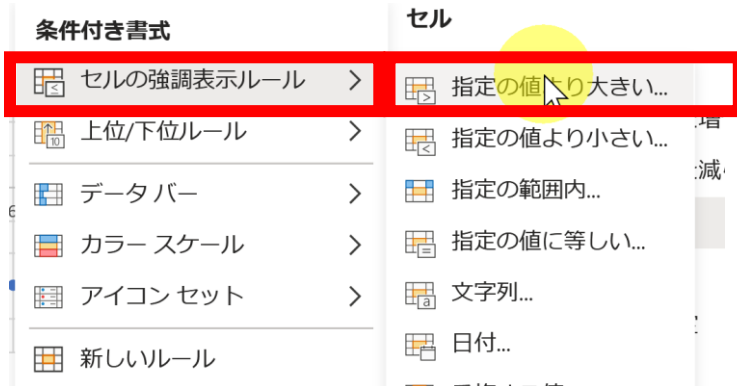 条件付き書式
セルの強調表示ルール
上位/下位ルール
データ バー
カラー スケール
アイコン セット
新しいルール
セル
指定の値より大きい...
指定の値より小さい...
指定の範囲内...
指定の値に等しい...
文字列...
日付...
増
減